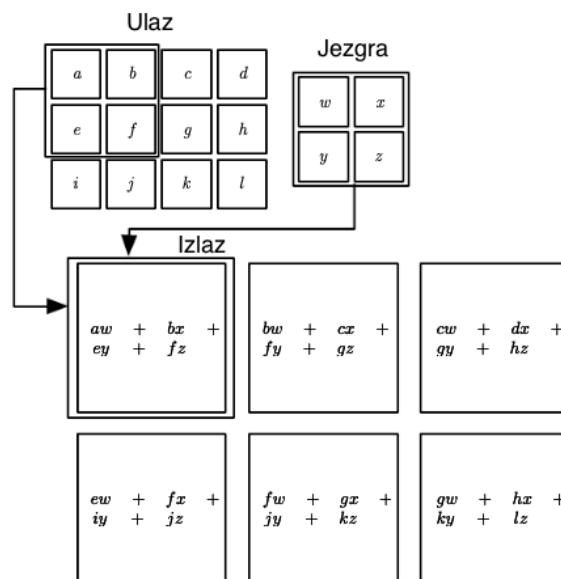 Ulaz
Jezgra
a b c d
w x
e f g h
y z
i j k l
Izlaz
aw + bx +
ey + fz
bw + cx +
fy + gz
cw + dx +
gy + hz
ew + fx +
iy + jz
fw + gx +
jy + kz
gw + hx +
ky + lz